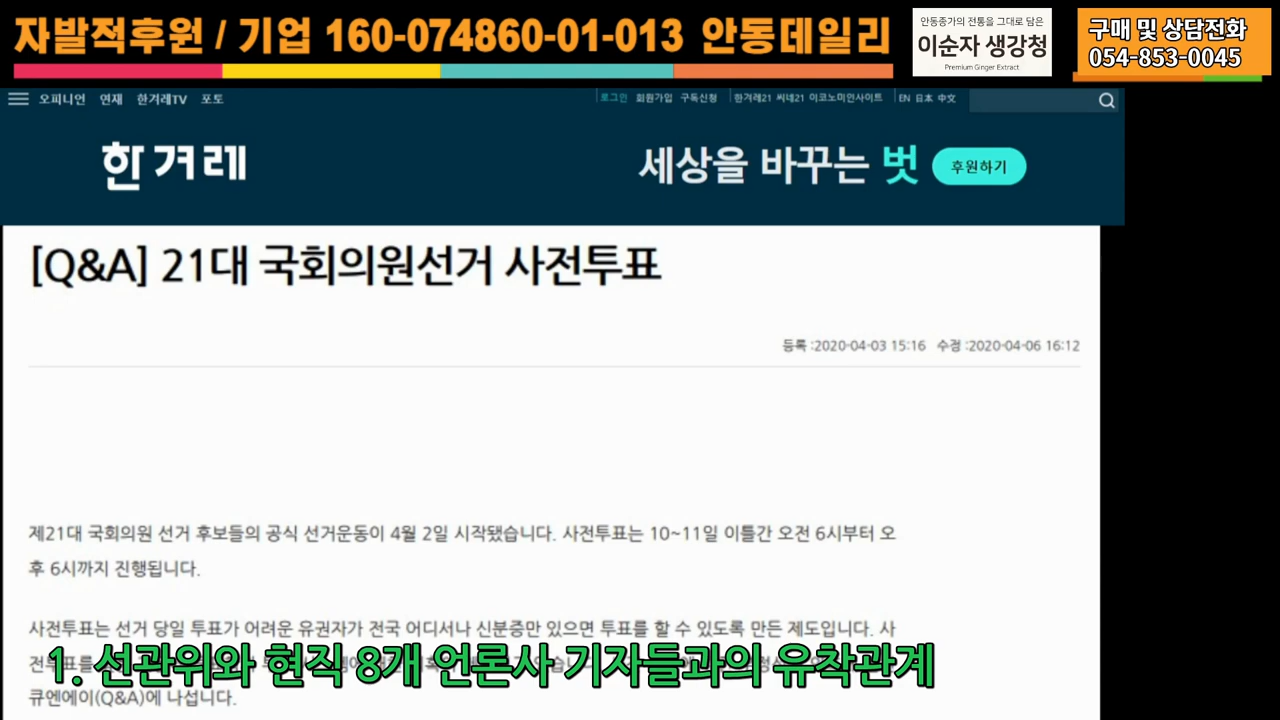 자발적후원 / 기업 160-074860-01-013 안동데일리
안동종가의 전통을 그대로 담은
이순자 생강청
Premium Ginger Extract
구매 및 상담전화
054-853-0045
오피니언 연재 한겨레TV 포토
로그인 회원가입 구독신청 한겨레21 씨네21 이코노미인사이트 EN 日本 中文
한겨레
세상을 바꾸는 벗 후원하기
[Q&A] 21대 국회의원선거 사전투표
등록 :2020-04-03 15:16 수정 :2020-04-06 16:12
제21대 국회의원 선거 후보들의 공식 선거운동이 4월 2일 시작됐습니다. 사전투표는 10~11일 이틀간 오전 6시부터 오
후 6시까지 진행됩니다.
사전투표는 선거 당일 투표가 어려운 유권자가 전국 어디서나 신분증만 있으면 투표를 할 수 있도록 만든 제도입니다. 사
전투표를
1. 선관위와 현직 8개 언론사 기자들과의 유착관계
큐엔에이(Q&A)에 나섭니다.